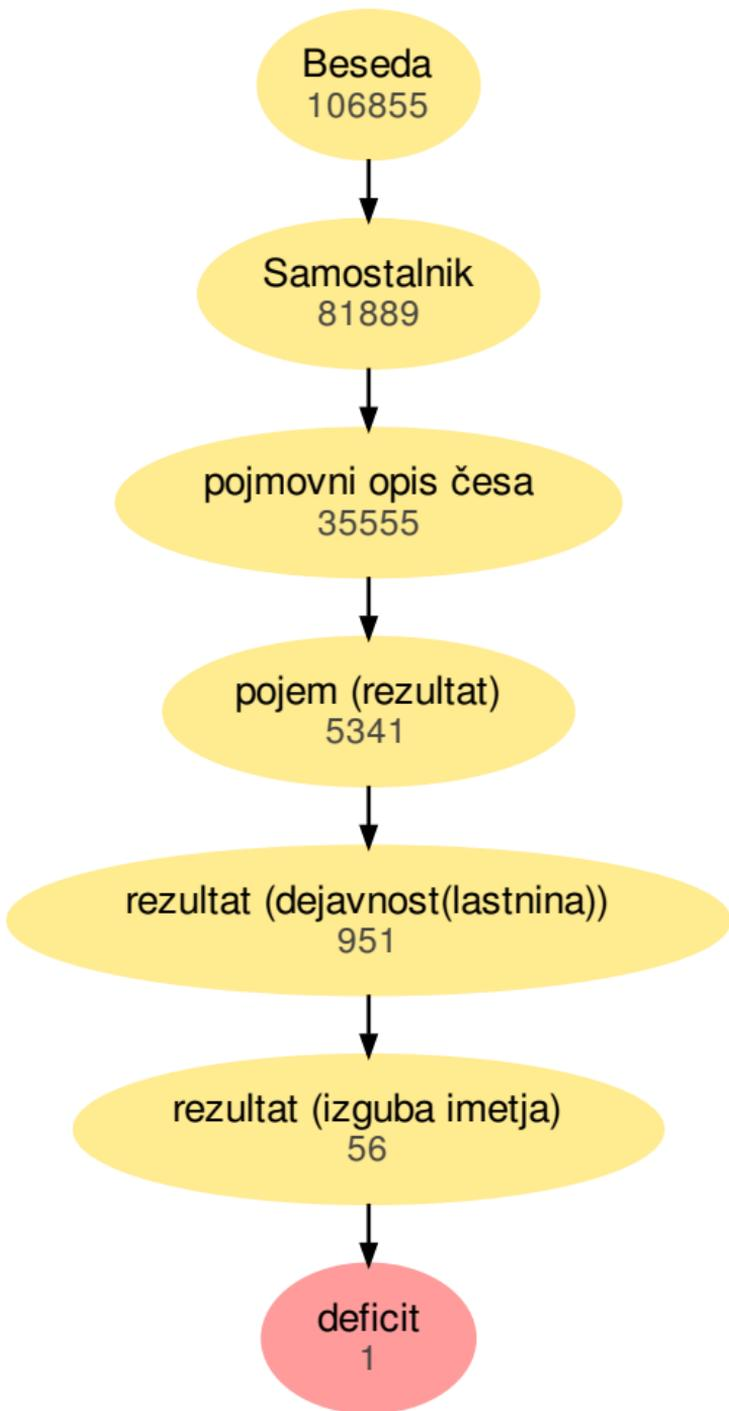 Beseda
106855
Samostalnik
81889
pojmovni opis česa
35555
pojem (rezultat)
5341
rezultat (dejavnost(lastnina))
951
rezultat (izguba imetja)
56
deficit
1